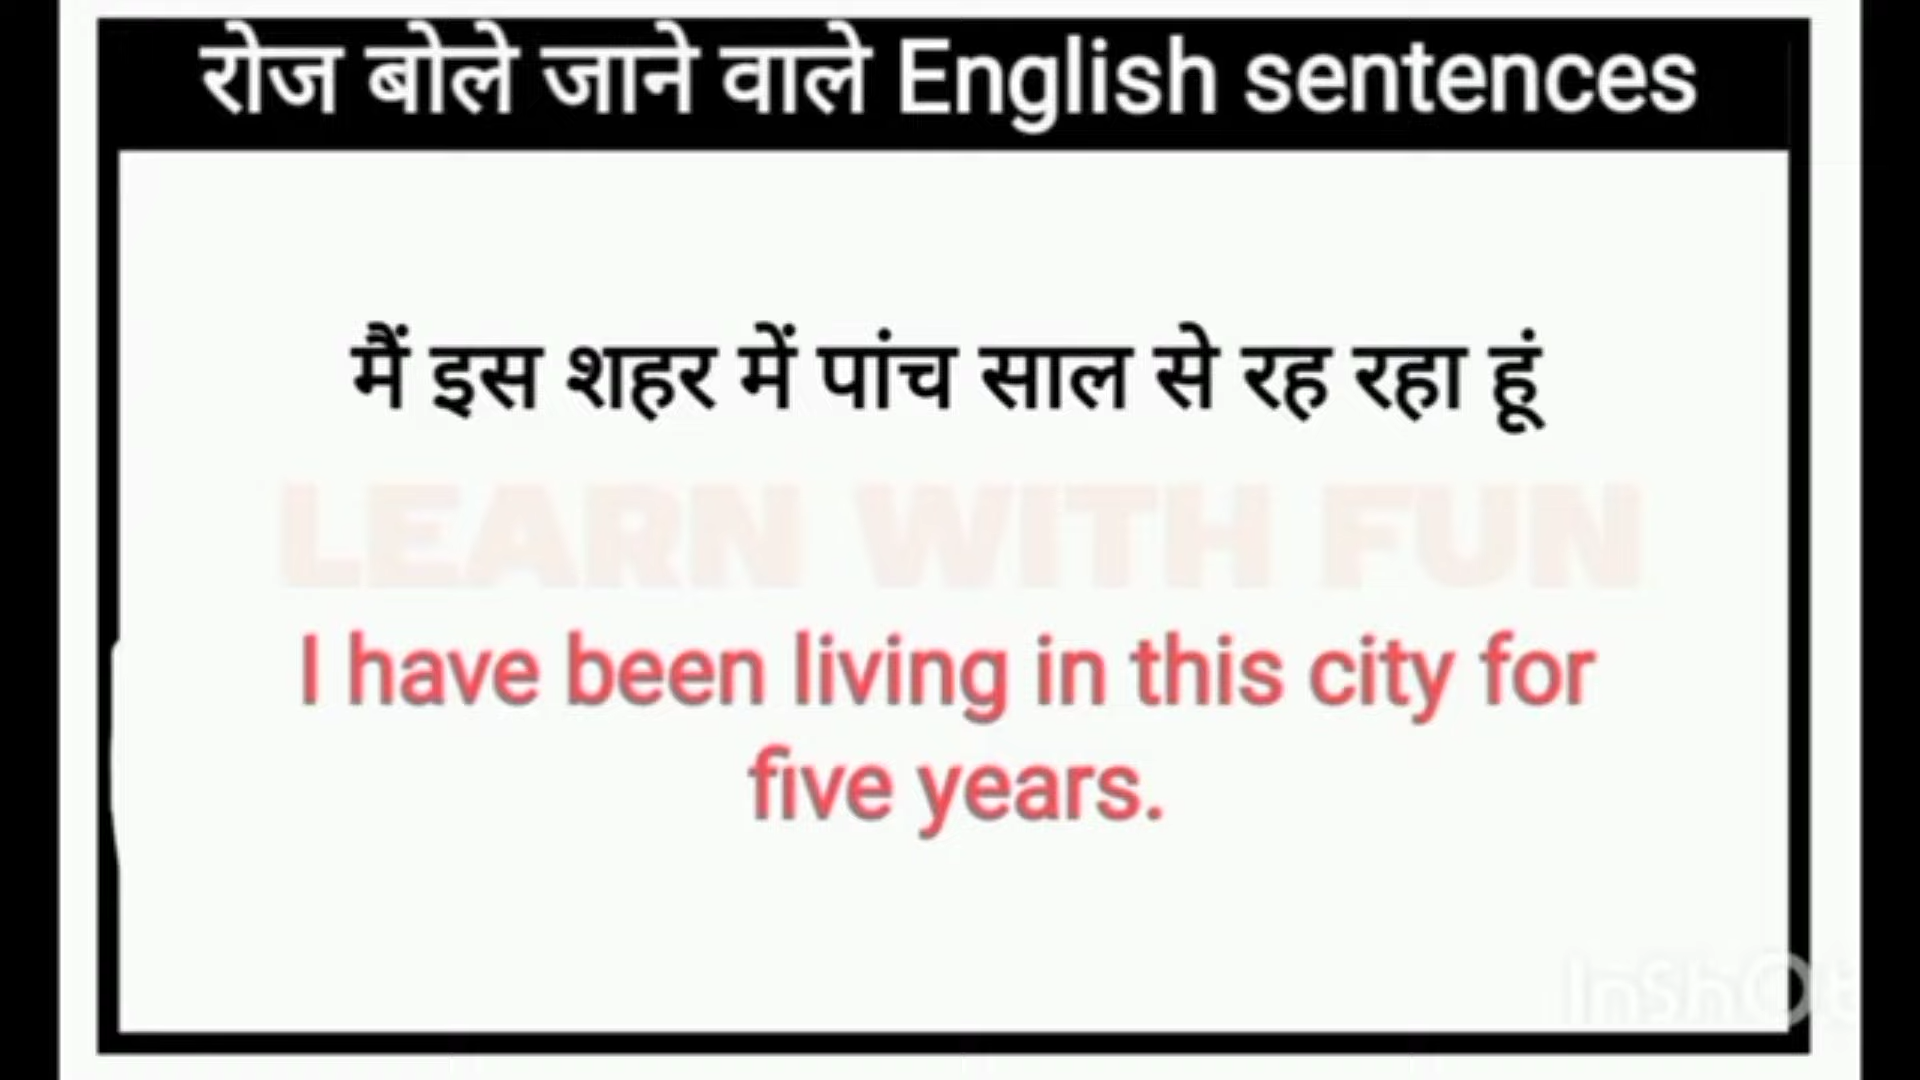 रोज बोले जाने वाले English sentences
मैं इस शहर में पांच साल से रह रहा हूं
LEARN WITH FUN
I have been living in this city for
five years.
InShOt